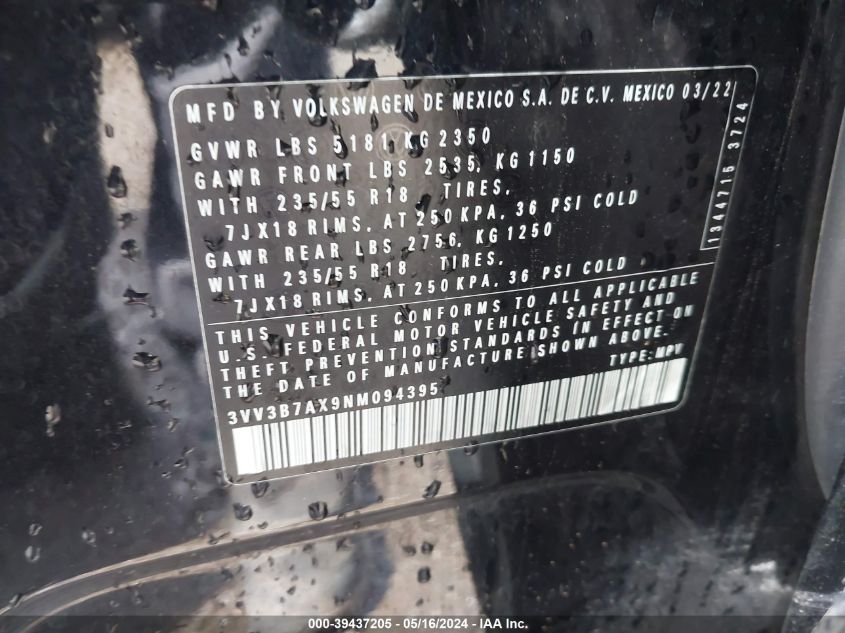 MFD BY VOLKSWAGEN DE MEXICO S.A. DE C.V. MEXICO 03/22
GVWR LBS 5181 KG 2350
GAWR FRONT LBS 2535, KG 1150
WITH 235/55 R18 TIRES,
7JX18 RIMS, AT 250 KPA, 36 PSI COLD
GAWR REAR LBS 2756, KG 1250
WITH 235/55 R18 TIRES,
7JX18 RIMS, AT 250 KPA, 36 PSI COLD
1344715 3724
THIS VEHICLE CONFORMS TO ALL APPLICABLE
U.S. FEDERAL MOTOR VEHICLE SAFETY AND
THEFT PREVENTION STANDARDS IN EFFECT ON
THE DATE OF MANUFACTURE SHOWN ABOVE.
TYPE: MPV
3VV3B7AX9NM094395
000-39437205 - 05/16/2024 - IAA Inc.